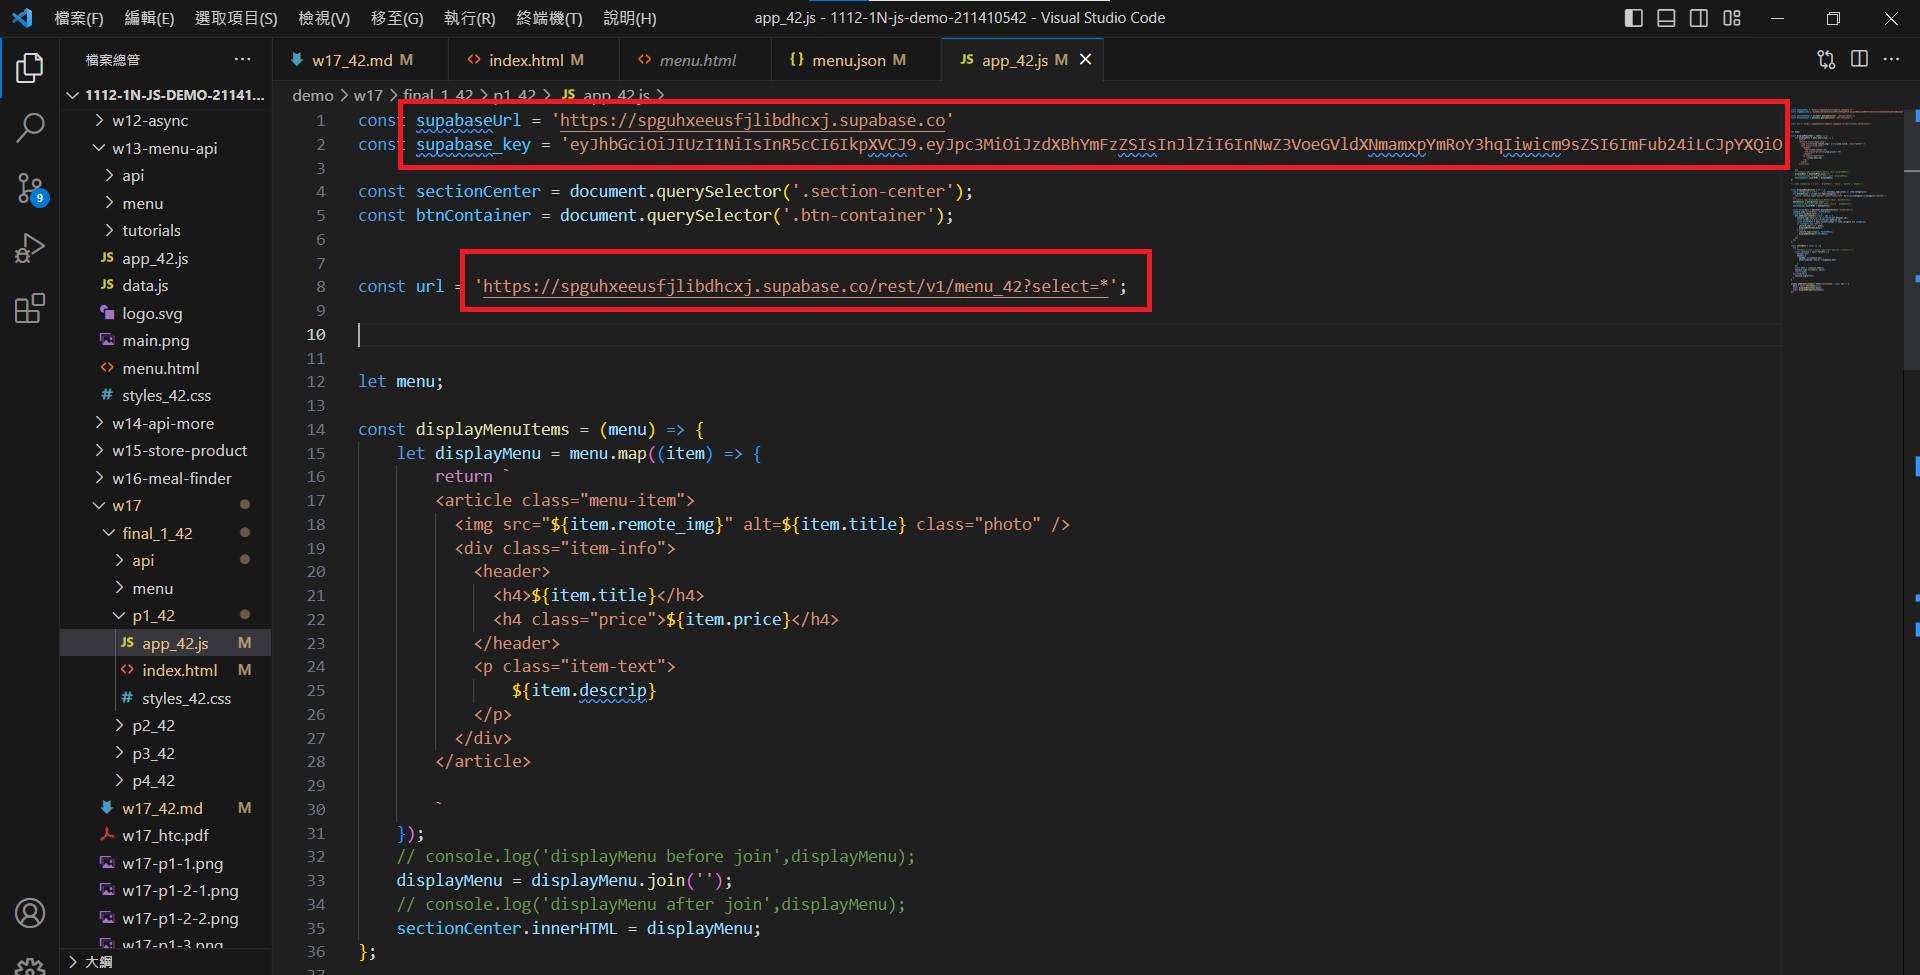 檔案(F) 編輯(E) 選取項目(S) 檢視(V) 移至(G) 執行(R) 終端機(T) 說明(H) app_42.js - 1112-1N-js-demo-211410542 - Visual Studio Code
檔案總管 ···
w17_42.md M index.html M menu.html {} menu.json M JS app_42.js M
demo > w17 > final_1_42 > p1_42 > JS app_42.js >
1112-1N-JS-DEMO-21141...
w12-async
w13-menu-api
api
menu
tutorials
JS app_42.js
JS data.js
logo.svg
main.png
<> menu.html
# styles_42.css
w14-api-more
w15-store-product
w16-meal-finder
w17
final_1_42
api
menu
p1_42
JS app_42.js M
<> index.html M
# styles_42.css
p2_42
p3_42
p4_42
w17_42.md M
w17_htc.pdf
w17-p1-1.png
w17-p1-2-1.png
w17-p1-2-2.png
w17-p1-3.png
大綱
9
1 const supabaseUrl = 'https://spguhxeeusfjlibdhcxj.supabase.co'
2 const supabase_key = 'eyJhbGciOiJIUzI1NiIsInR5cCI6IkpXVCJ9.eyJpc3MiOiJzdXBhYmFzZSIsInJlZiI6InNwZ3VoeGVldXNmamxpYmRoY3hqIiwicm9sZSI6ImFub24iLCJpYXQiO
3
4 const sectionCenter = document.querySelector('.section-center');
5 const btnContainer = document.querySelector('.btn-container');
6
7
8 const url = 'https://spguhxeeusfjlibdhcxj.supabase.co/rest/v1/menu_42?select=*';
9
10
11
12 let menu;
13
14 const displayMenuItems = (menu) => {
15 let displayMenu = menu.map((item) => {
16 return `
17 <article class="menu-item">
18 <img src="${item.remote_img}" alt=${item.title} class="photo" />
19 <div class="item-info">
20 <header>
21 <h4>${item.title}</h4>
22 <h4 class="price">${item.price}</h4>
23 </header>
24 <p class="item-text">
25 ${item.descrip}
26 </p>
27 </div>
28 </article>
29
30 `
31 });
32 // console.log('displayMenu before join',displayMenu);
33 displayMenu = displayMenu.join('');
34 // console.log('displayMenu after join',displayMenu);
35 sectionCenter.innerHTML = displayMenu;
36 };
37